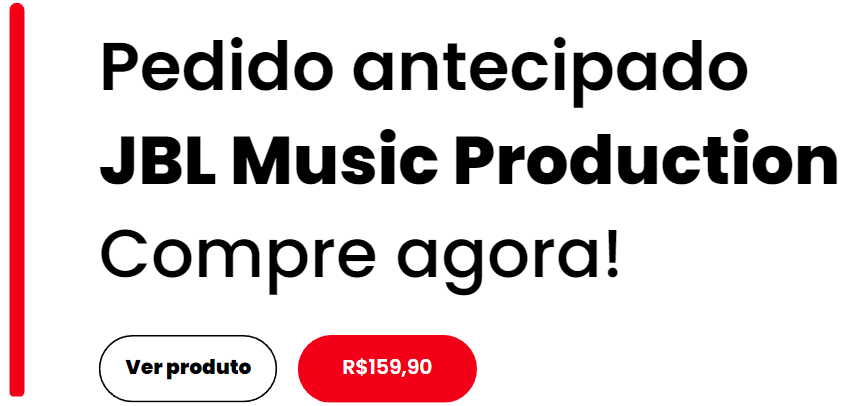 Pedido antecipado
JBL Music Production
Compre agora!
Ver produto
R$159,90